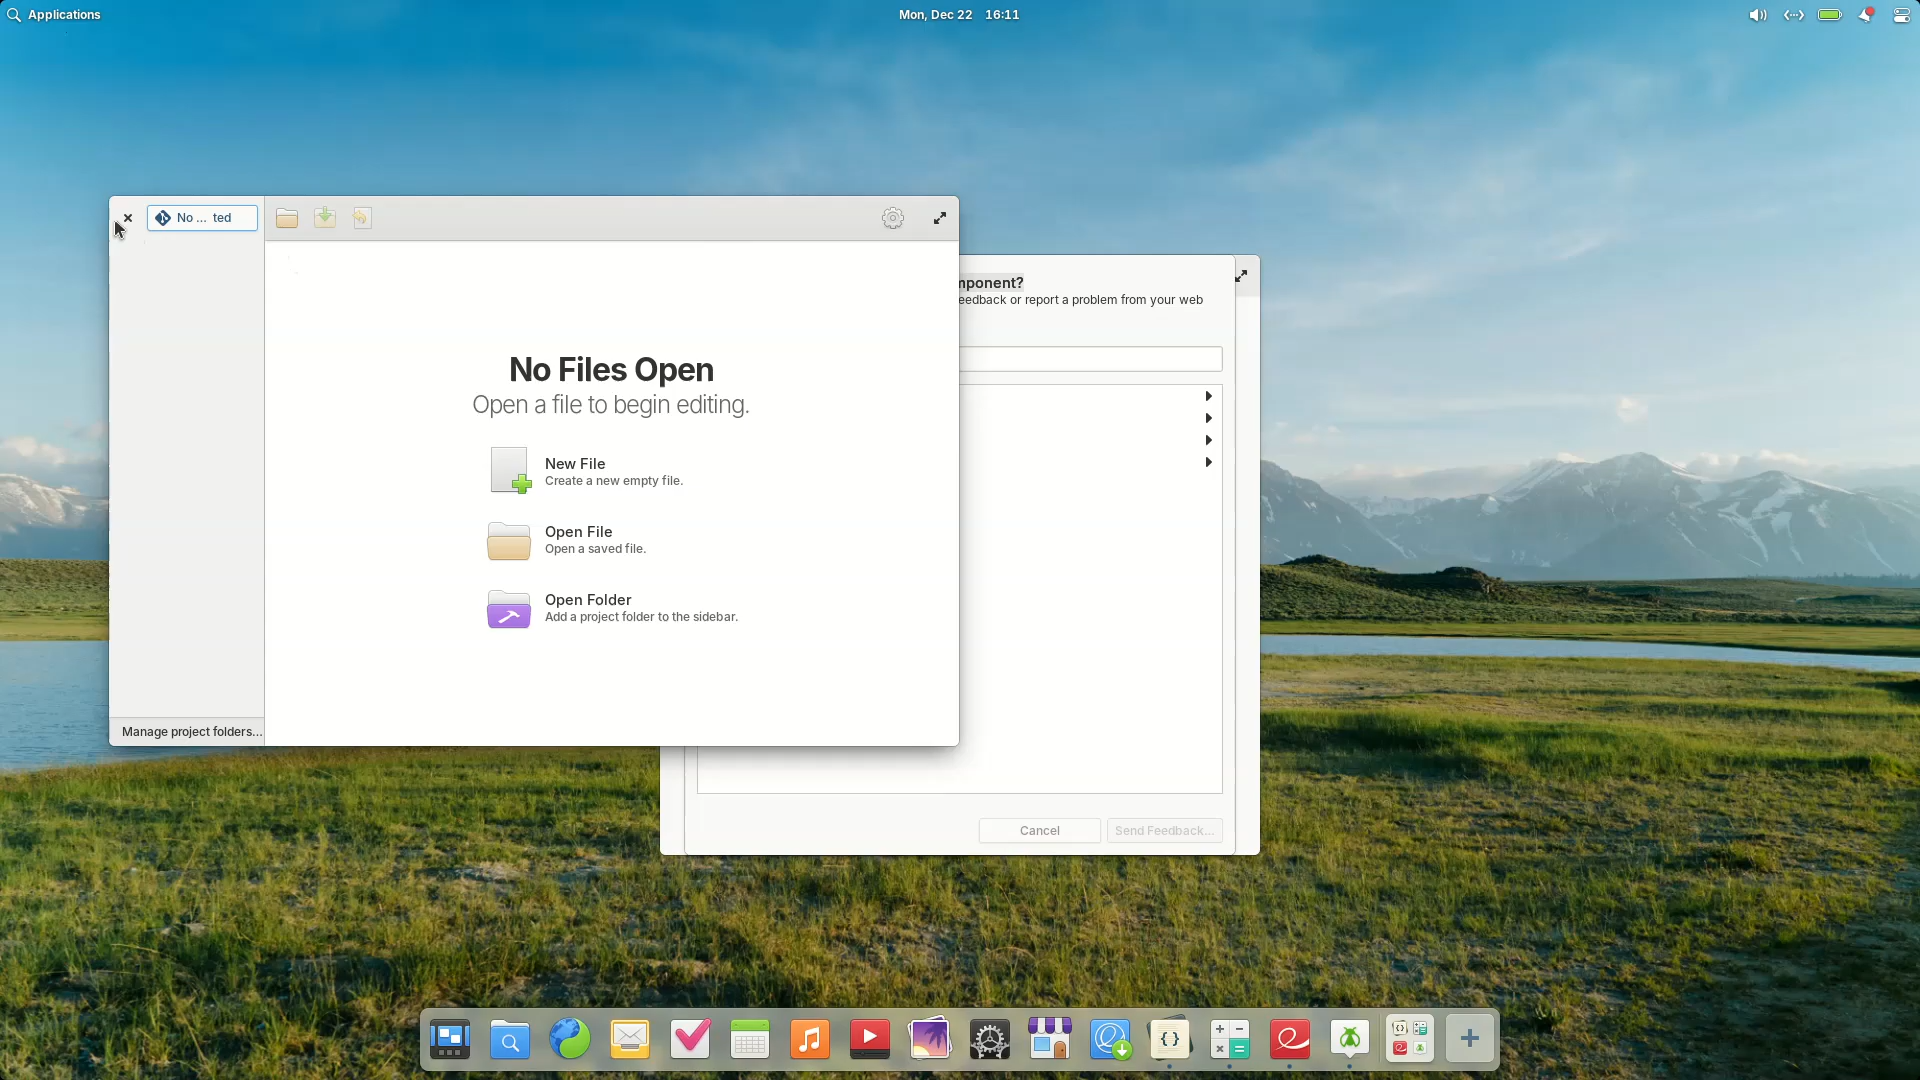 Applications
Mon, Dec 22 16:11
No ... ted
No Files Open
Open a file to begin editing.
New File
Create a new empty file.
Open File
Open a saved file.
Open Folder
Add a project folder to the sidebar.
Manage project folders...
mponent?
eedback or report a problem from your web
Cancel
Send Feedback...